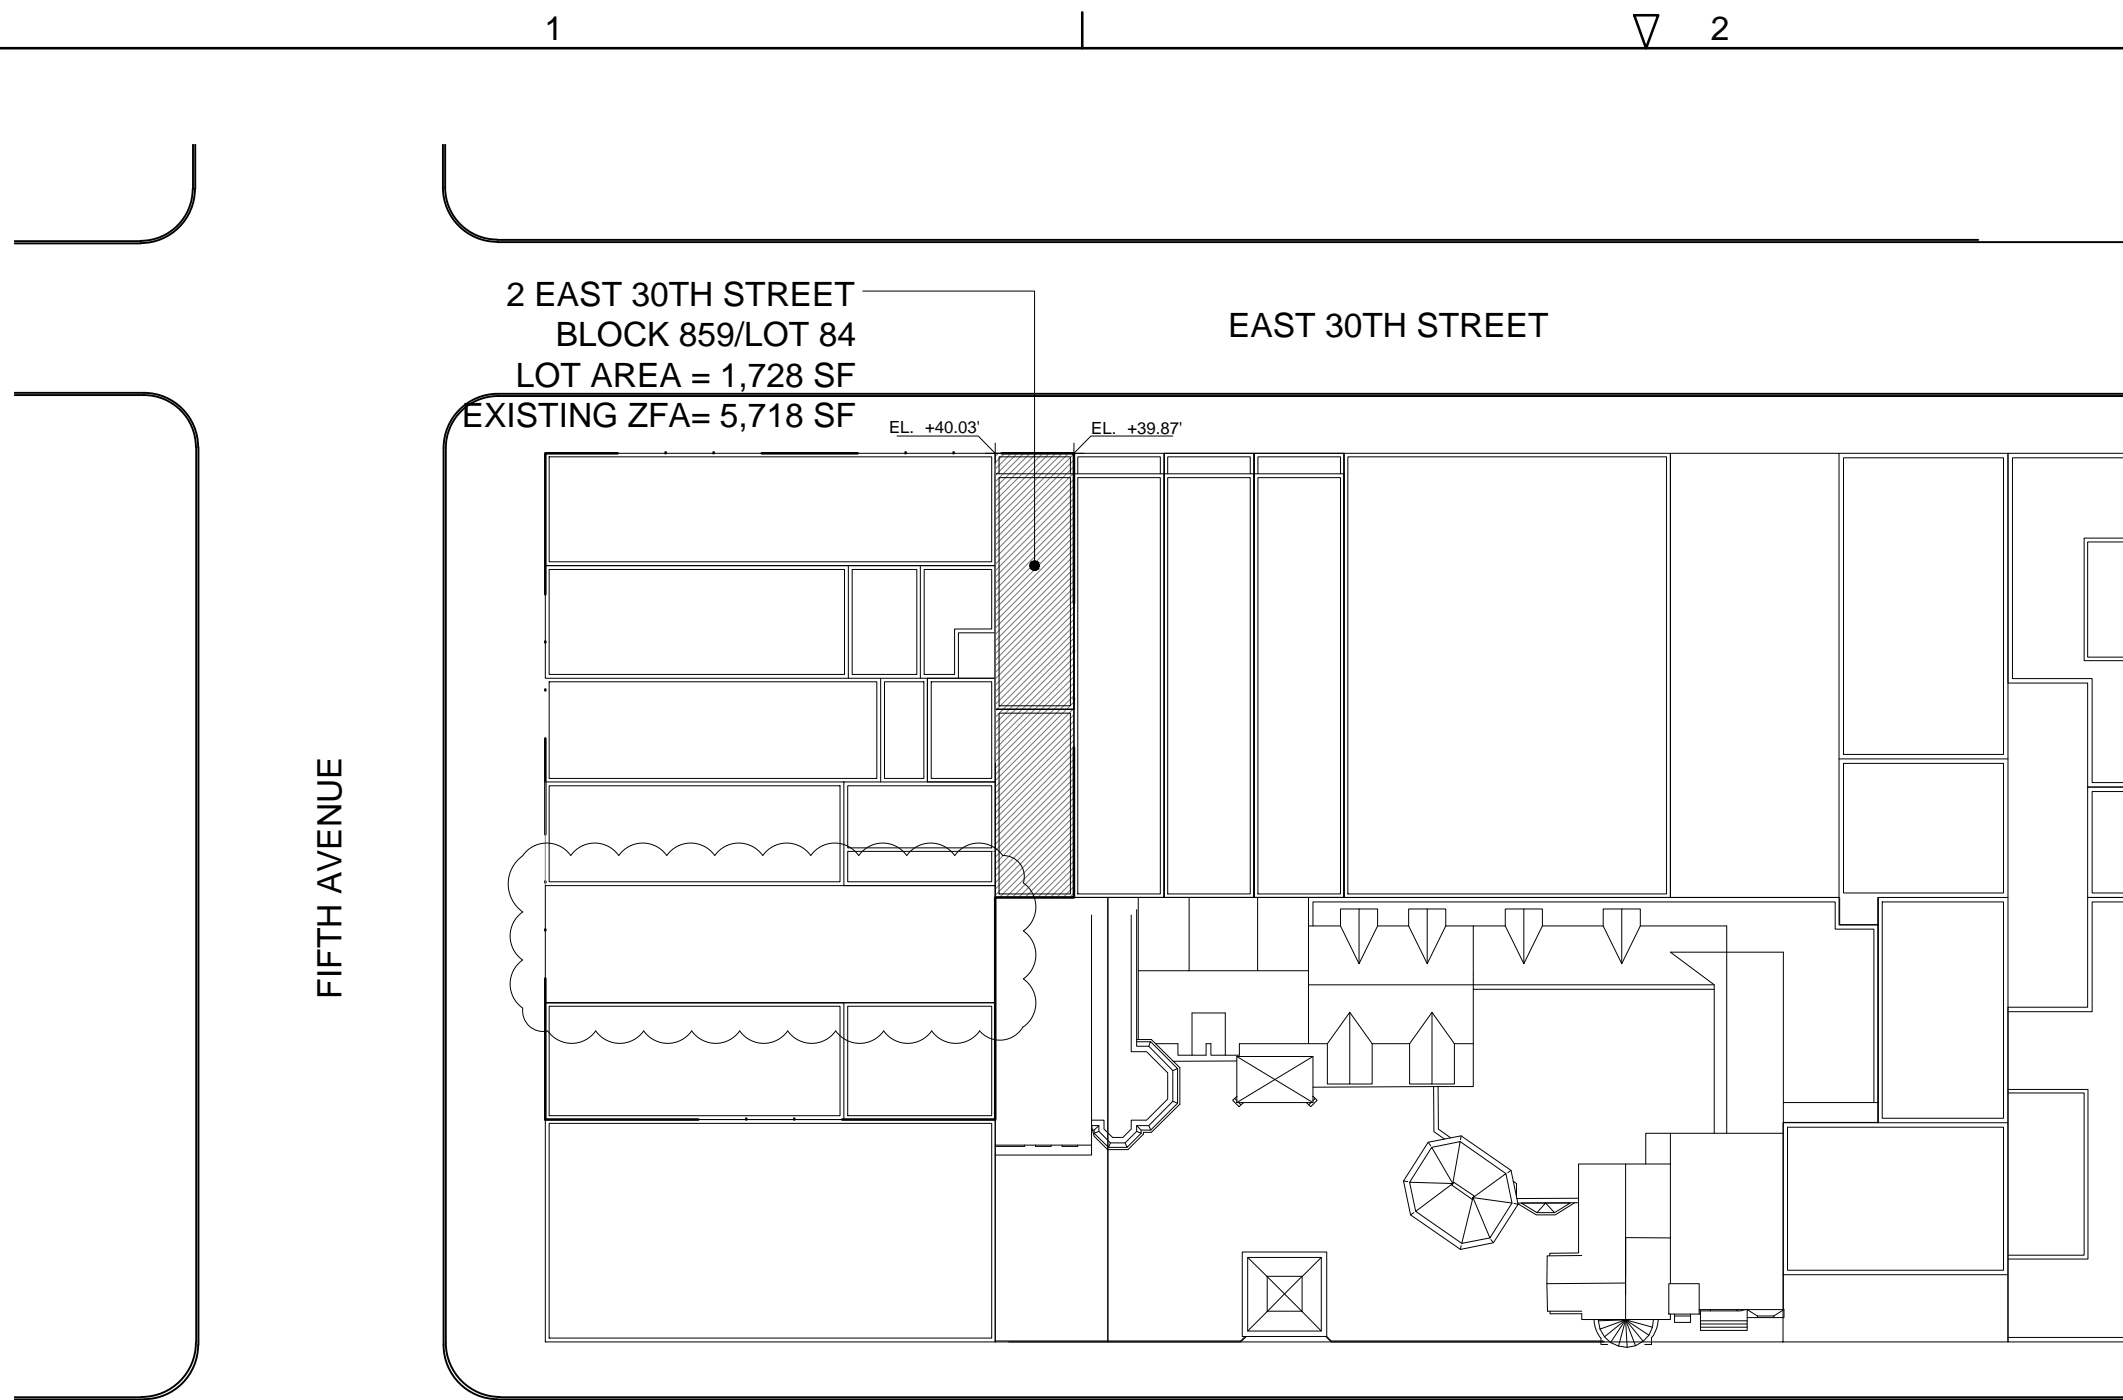 1
2
2 EAST 30TH STREET
BLOCK 859/LOT 84
LOT AREA = 1,728 SF
EXISTING ZFA= 5,718 SF
EAST 30TH STREET
EL. +40.03'
EL. +39.87'
FIFTH AVENUE